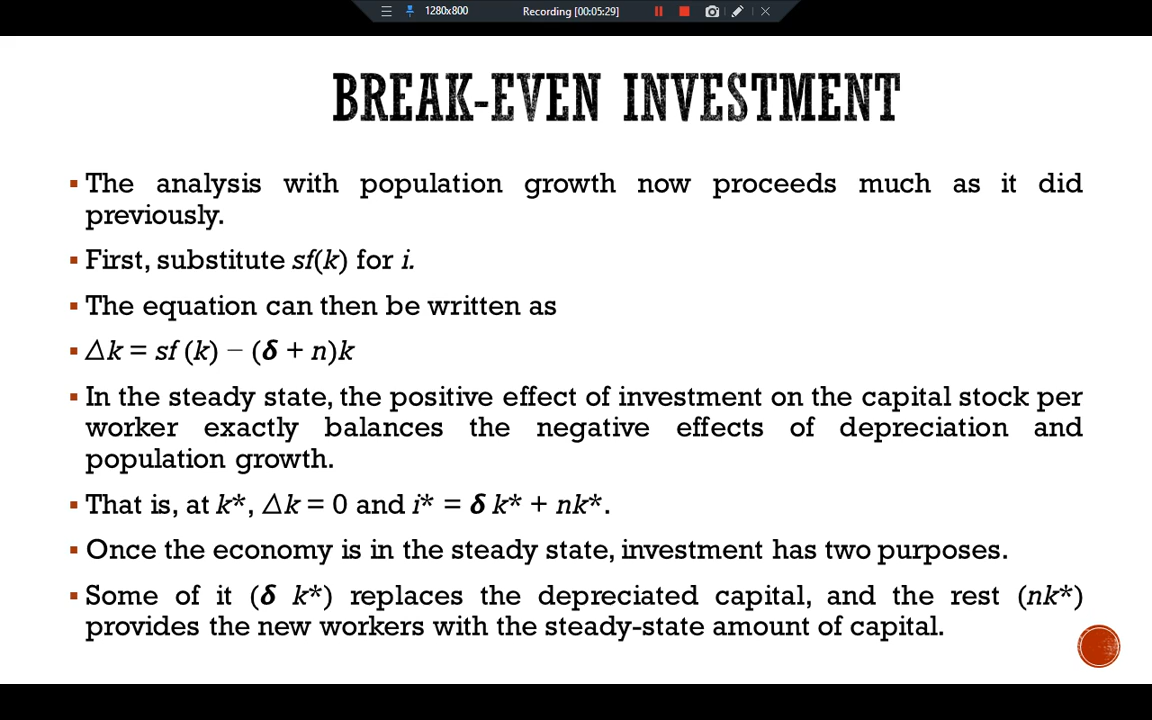 1280x800 Recording [00:05:29]
BREAK-EVEN INVESTMENT
▪ The analysis with population growth now proceeds much as it did
previously.
▪ First, substitute sf(k) for i.
▪ The equation can then be written as
▪ Δk = sf (k) − (δ + n)k
▪ In the steady state, the positive effect of investment on the capital stock per
worker exactly balances the negative effects of depreciation and
population growth.
▪ That is, at k*, Δk = 0 and i* = δ k* + nk*.
▪ Once the economy is in the steady state, investment has two purposes.
▪ Some of it (δ k*) replaces the depreciated capital, and the rest (nk*)
provides the new workers with the steady-state amount of capital.